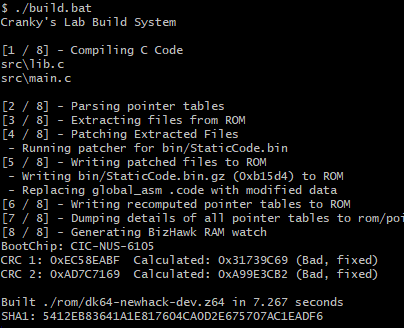 $ ./build.bat
Cranky's Lab Build System

[1 / 8] - Compiling C Code
src\lib.c
src\main.c

[2 / 8] - Parsing pointer tables
[3 / 8] - Extracting files from ROM
[4 / 8] - Patching Extracted Files
 - Running patcher for bin/StaticCode.bin
[5 / 8] - Writing patched files to ROM
 - Writing bin/StaticCode.bin.gz (0xb15d4) to ROM
 - Replacing global_asm .code with modified data
[6 / 8] - Writing recomputed pointer tables to ROM
[7 / 8] - Dumping details of all pointer tables to rom/poi
[8 / 8] - Generating BizHawk RAM watch
BootChip: CIC-NUS-6105
CRC 1: 0xEC58EABF  Calculated: 0x31739C69 (Bad, fixed)
CRC 2: 0xAD7C7169  Calculated: 0xA99E3CB2 (Bad, fixed)

Built ./rom/dk64-newhack-dev.z64 in 7.267 seconds
SHA1: 5412EB83641A1E817604CA0D2E675707AC1EADF6